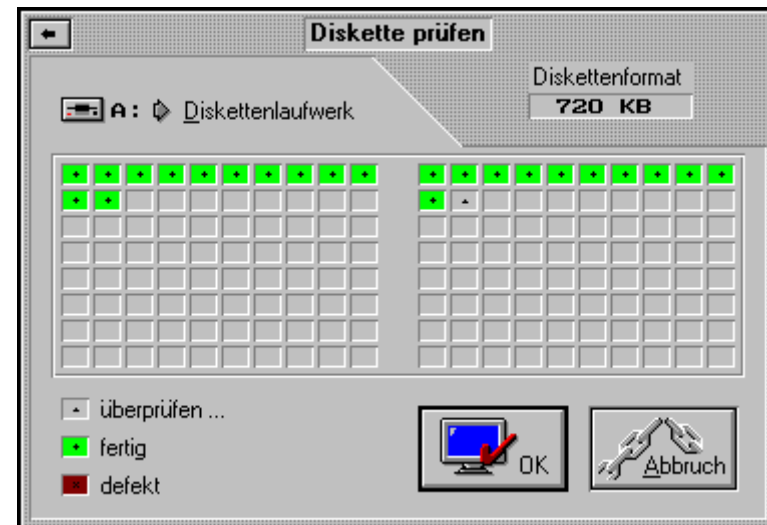 Diskette prüfen
Diskettenformat
720 KB
A: Diskettenlaufwerk
überprüfen ...
fertig
defekt
OK
Abbruch